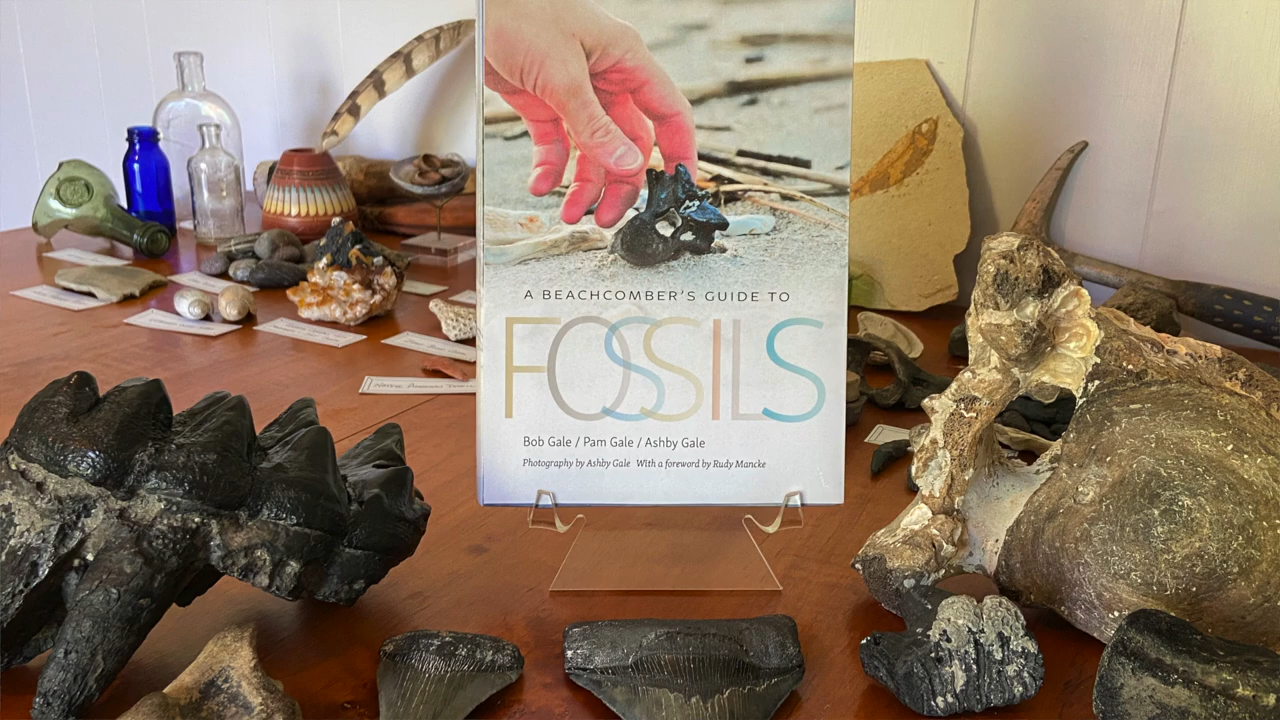 A BEACHCOMBER'S GUIDE TO
FOSSILS
Bob Gale / Pam Gale / Ashby Gale
Photography by Ashby Gale With a foreword by Rudy Mancke